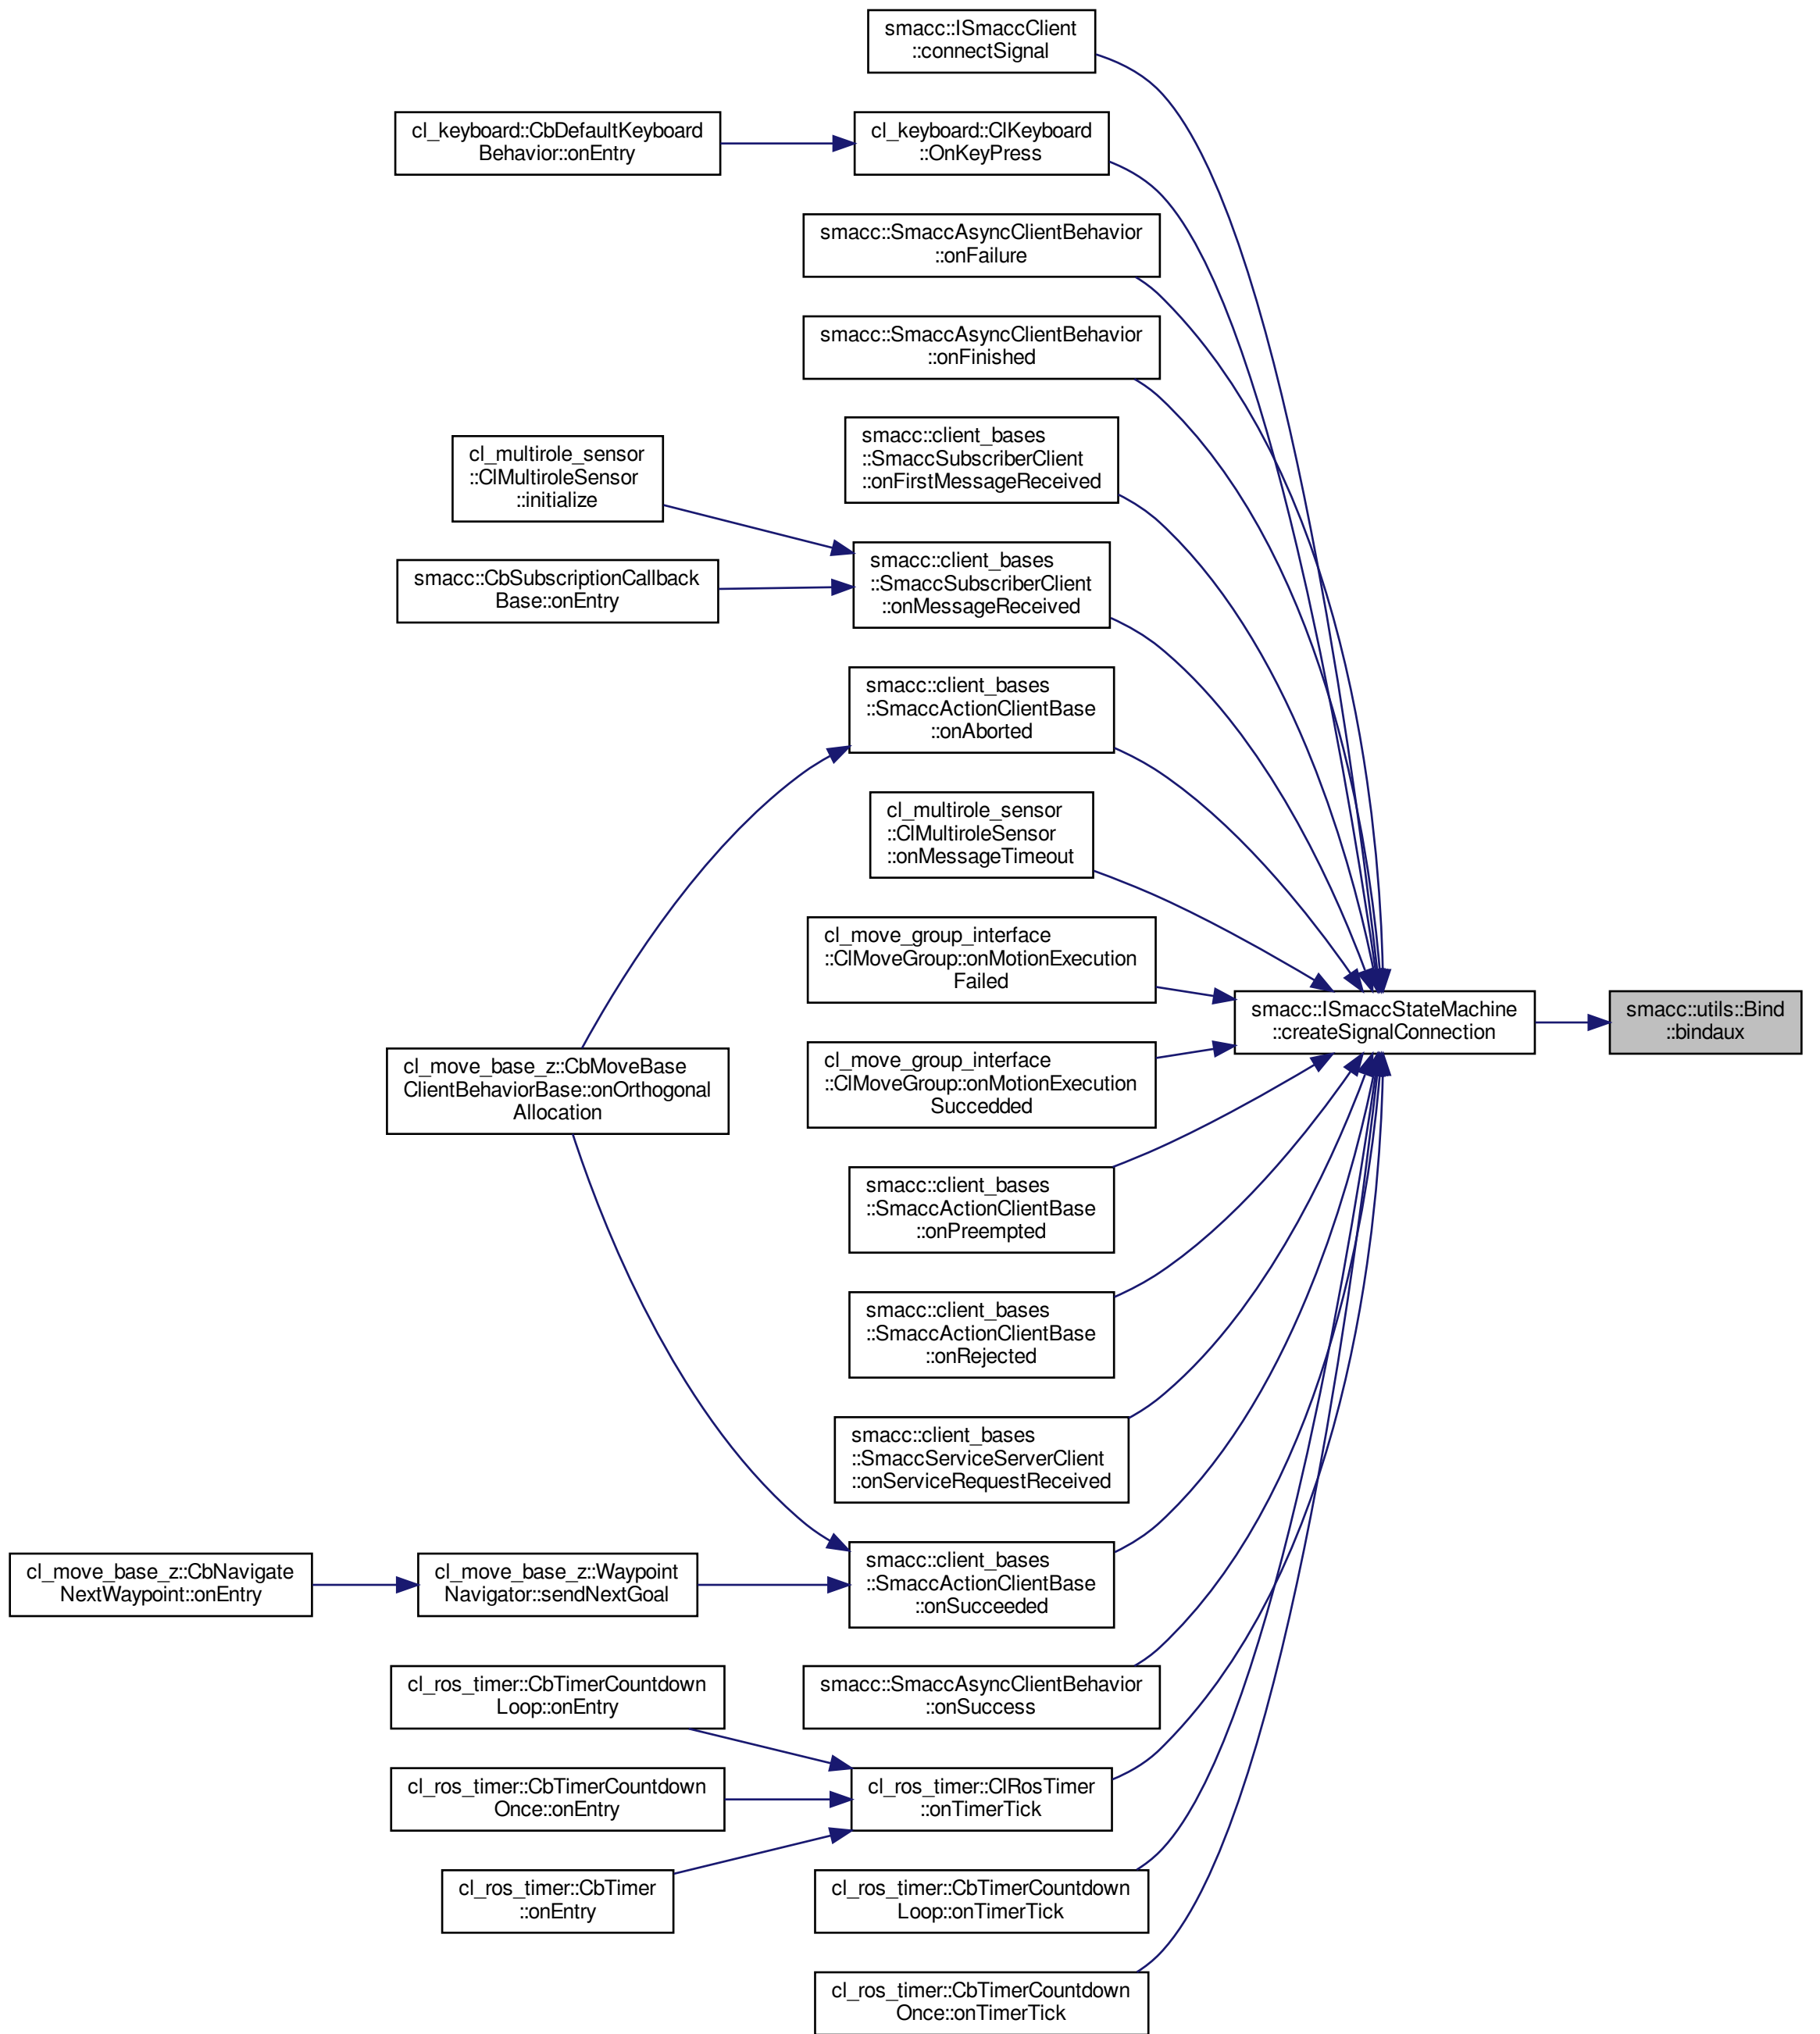 smacc::ISmaccClient
::connectSignal
cl_keyboard::CbDefaultKeyboard
Behavior::onEntry
cl_keyboard::ClKeyboard
::OnKeyPress
smacc::SmaccAsyncClientBehavior
::onFailure
smacc::SmaccAsyncClientBehavior
::onFinished
smacc::client_bases
::SmaccSubscriberClient
::onFirstMessageReceived
cl_multirole_sensor
::ClMultiroleSensor
::initialize
smacc::CbSubscriptionCallback
Base::onEntry
smacc::client_bases
::SmaccSubscriberClient
::onMessageReceived
smacc::client_bases
::SmaccActionClientBase
::onAborted
cl_multirole_sensor
::ClMultiroleSensor
::onMessageTimeout
cl_move_group_interface
::ClMoveGroup::onMotionExecution
Failed
smacc::ISmaccStateMachine
::createSignalConnection
smacc::utils::Bind
::bindaux
cl_move_group_interface
::ClMoveGroup::onMotionExecution
Succedded
cl_move_base_z::CbMoveBase
ClientBehaviorBase::onOrthogonal
Allocation
smacc::client_bases
::SmaccActionClientBase
::onPreempted
smacc::client_bases
::SmaccActionClientBase
::onRejected
smacc::client_bases
::SmaccServiceServerClient
::onServiceRequestReceived
cl_move_base_z::CbNavigate
NextWaypoint::onEntry
cl_move_base_z::Waypoint
Navigator::sendNextGoal
smacc::client_bases
::SmaccActionClientBase
::onSucceeded
cl_ros_timer::CbTimerCountdown
Loop::onEntry
smacc::SmaccAsyncClientBehavior
::onSuccess
cl_ros_timer::CbTimerCountdown
Once::onEntry
cl_ros_timer::ClRosTimer
::onTimerTick
cl_ros_timer::CbTimer
::onEntry
cl_ros_timer::CbTimerCountdown
Loop::onTimerTick
cl_ros_timer::CbTimerCountdown
Once::onTimerTick